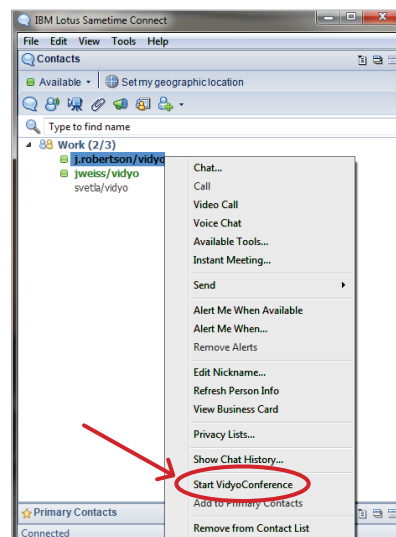 IBM Lotus Sametime Connect
File Edit View Tools Help
Contacts
Available Set my geographic location
Type to find name
Work (2/3)
j.robertson/vidyo
jweiss/vidyo
svetla/vidyo
Chat...
Call
Video Call
Voice Chat
Available Tools...
Instant Meeting...
Send
Alert Me When Available
Alert Me When...
Remove Alerts
Edit Nickname...
Refresh Person Info
View Business Card
Privacy Lists...
Show Chat History...
Start VidyoConference
Add to Primary Contacts
Remove from Contact List
Primary Contacts
Connected